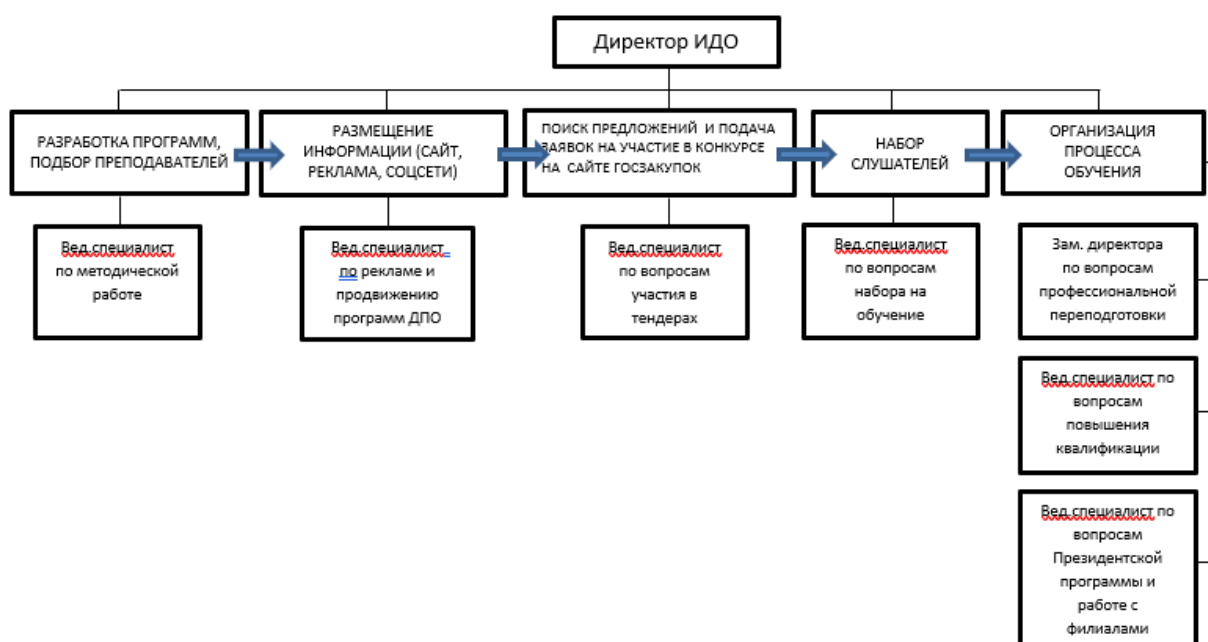 Директор ИДО
РАЗРАБОТКА ПРОГРАММ,
ПОДБОР ПРЕПОДАВАТЕЛЕЙ
РАЗМЕЩЕНИЕ
ИНФОРМАЦИИ (САЙТ,
РЕКЛАМА, СОЦСЕТИ)
ПОИСК ПРЕДЛОЖЕНИЙ И ПОДАЧА
ЗАЯВОК НА УЧАСТИЕ В КОНКУРСЕ
НА САЙТЕ ГОСЗАКУПОК
НАБОР
СЛУШАТЕЛЕЙ
ОРГАНИЗАЦИЯ
ПРОЦЕССА
ОБУЧЕНИЯ
Вед.специалист
по методической
работе
Вед.специалист
по рекламе и
продвижению
программ ДПО
Вед.специалист
по вопросам
участия в
тендерах
Вед.специалист
по вопросам
набора на
обучение
Зам. директора
по вопросам
профессиональной
переподготовки
Вед.специалист по
вопросам
повышения
квалификации
Вед.специалист по
вопросам
Президентской
программы и
работе с
филиалами